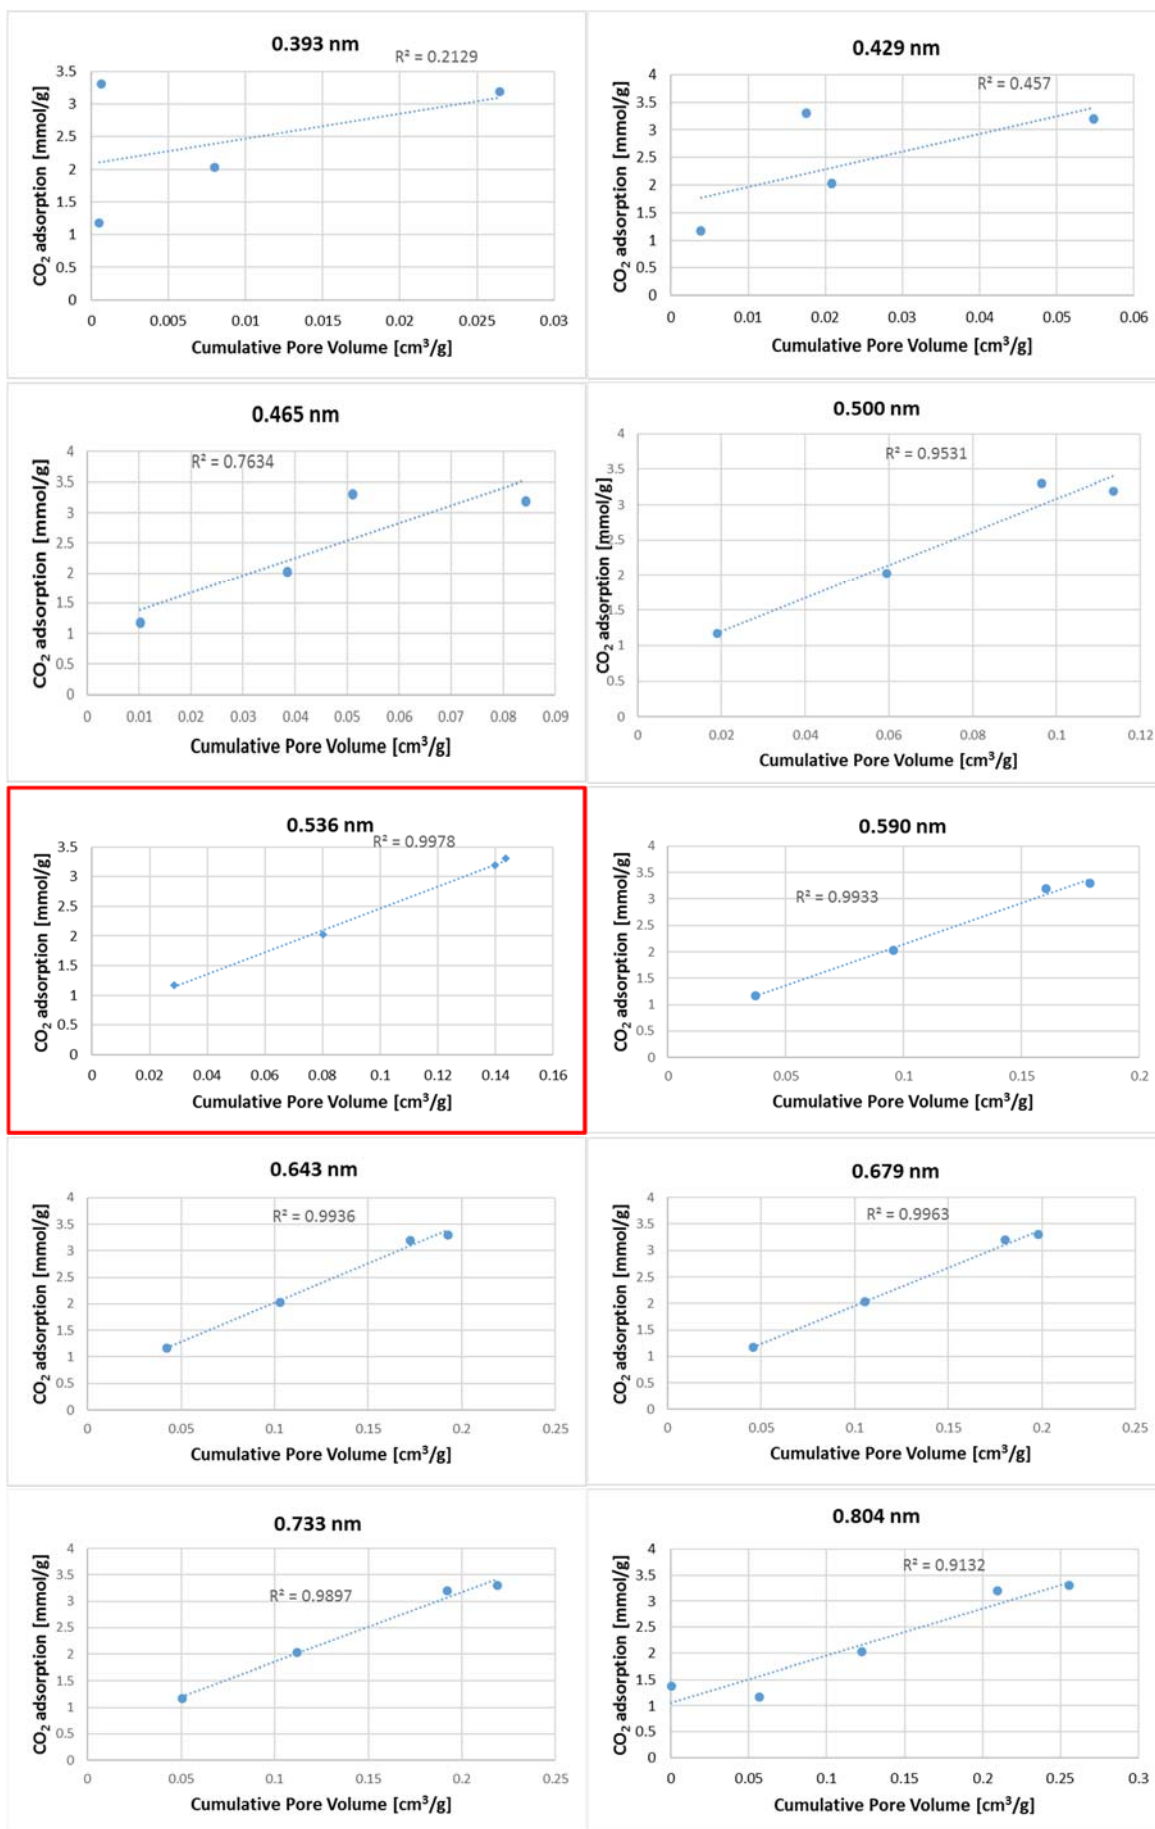 0.393 nm
R² = 0.2129
CO₂ adsorption [mmol/g]
3.5
3
2.5
2
1.5
1
0.5
0
0 0.005 0.01 0.015 0.02 0.025 0.03
Cumulative Pore Volume [cm³/g]
0.429 nm
R² = 0.457
CO₂ adsorption [mmol/g]
4
3.5
3
2.5
2
1.5
1
0.5
0
0 0.01 0.02 0.03 0.04 0.05 0.06
Cumulative Pore Volume [cm³/g]
0.465 nm
R² = 0.7634
CO₂ adsorption [mmol/g]
4
3.5
3
2.5
2
1.5
1
0.5
0
0 0.01 0.02 0.03 0.04 0.05 0.06 0.07 0.08 0.09
Cumulative Pore Volume [cm³/g]
0.500 nm
R² = 0.9531
CO₂ adsorption [mmol/g]
4
3.5
3
2.5
2
1.5
1
0.5
0
0 0.02 0.04 0.06 0.08 0.1 0.12
Cumulative Pore Volume [cm³/g]
0.536 nm
R² = 0.9978
CO₂ adsorption [mmol/g]
3.5
3
2.5
2
1.5
1
0.5
0
0 0.02 0.04 0.06 0.08 0.1 0.12 0.14 0.16
Cumulative Pore Volume [cm³/g]
0.590 nm
R² = 0.9933
CO₂ adsorption [mmol/g]
4
3.5
3
2.5
2
1.5
1
0.5
0
0 0.05 0.1 0.15 0.2
Cumulative Pore Volume [cm³/g]
0.643 nm
R² = 0.9936
CO₂ adsorption [mmol/g]
4
3.5
3
2.5
2
1.5
1
0.5
0
0 0.05 0.1 0.15 0.2 0.25
Cumulative Pore Volume [cm³/g]
0.679 nm
R² = 0.9963
CO₂ adsorption [mmol/g]
4
3.5
3
2.5
2
1.5
1
0.5
0
0 0.05 0.1 0.15 0.2 0.25
Cumulative Pore Volume [cm³/g]
0.733 nm
R² = 0.9897
CO₂ adsorption [mmol/g]
4
3.5
3
2.5
2
1.5
1
0.5
0
0 0.05 0.1 0.15 0.2 0.25
Cumulative Pore Volume [cm³/g]
0.804 nm
R² = 0.9132
CO₂ adsorption [mmol/g]
4
3.5
3
2.5
2
1.5
1
0.5
0
0 0.05 0.1 0.15 0.2 0.25 0.3
Cumulative Pore Volume [cm³/g]